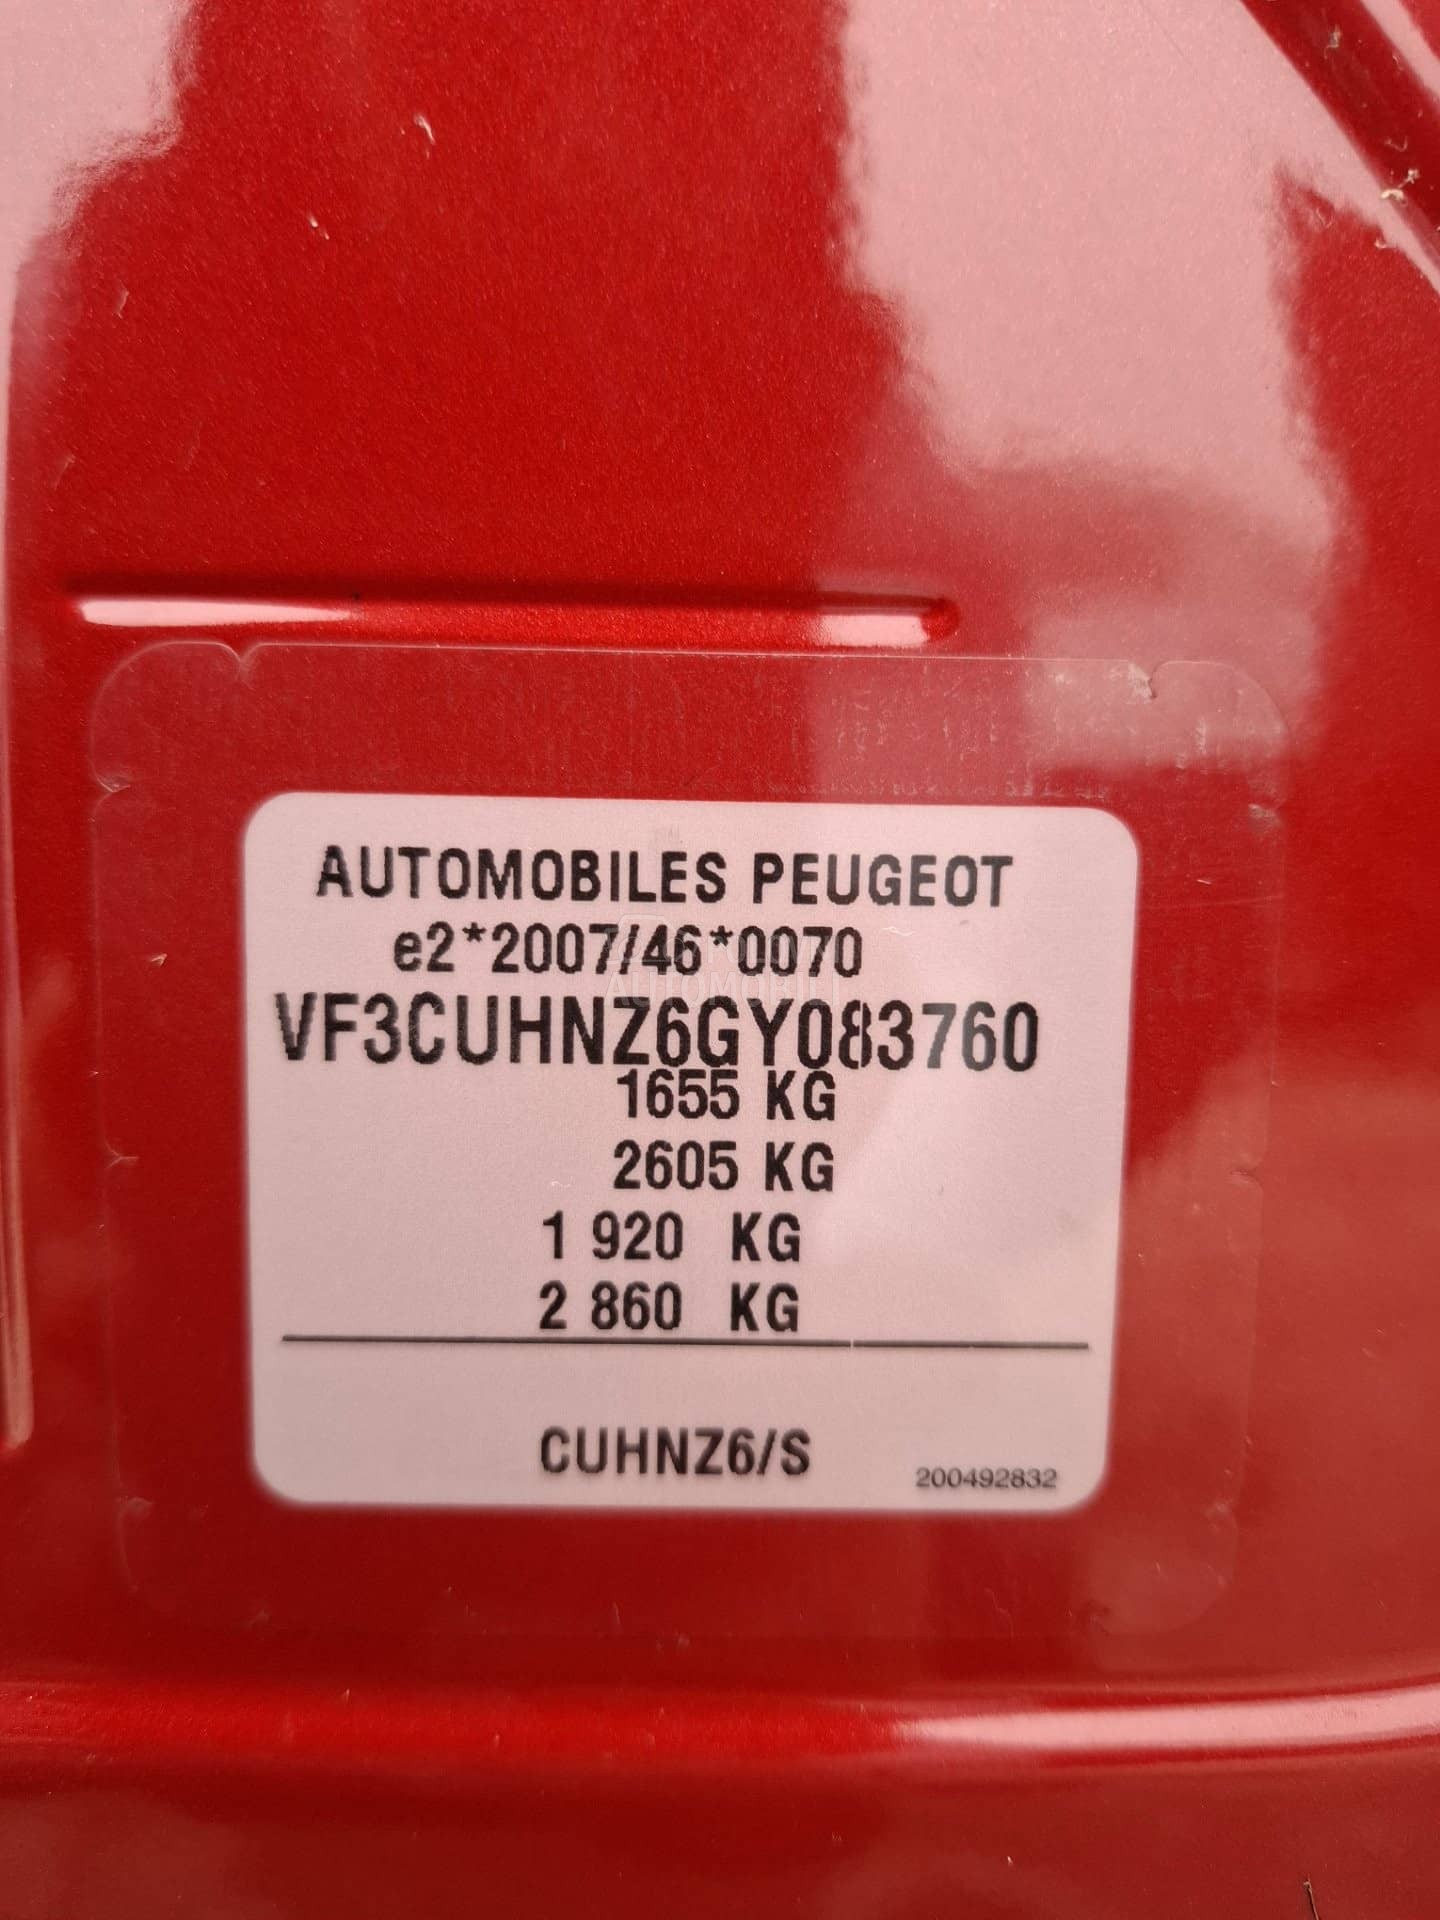 AUTOMOBILES PEUGEOT
e2*2007/46*0070
VF3CUHNZ6GY083760
1655 KG
2605 KG
1 920 KG
2 860 KG
CUHNZ6/S
200492832